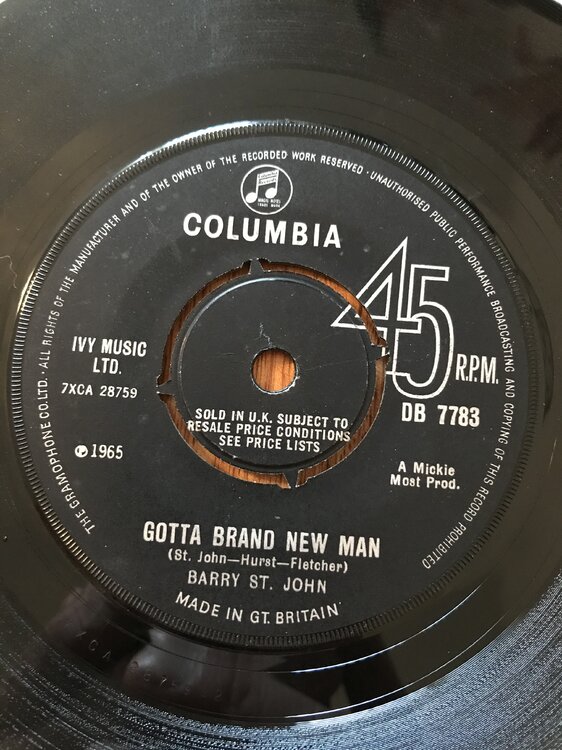 THE GRAMOPHONE CO. LTD. · ALL RIGHTS OF THE MANUFACTURER AND OF THE OWNER OF THE RECORDED WORK RESERVED · UNAUTHORISED PUBLIC PERFORMANCE BROADCASTING AND COPYING OF THIS RECORD PROHIBITED
COLUMBIA
45 R.P.M.
IVY MUSIC
LTD.
7XCA 28759
DB 7783
SOLD IN U.K. SUBJECT TO
RESALE PRICE CONDITIONS
SEE PRICE LISTS
℗ 1965
A Mickie
Most Prod.
GOTTA BRAND NEW MAN
(St. John—Hurst—Fletcher)
BARRY ST. JOHN
MADE IN GT. BRITAIN